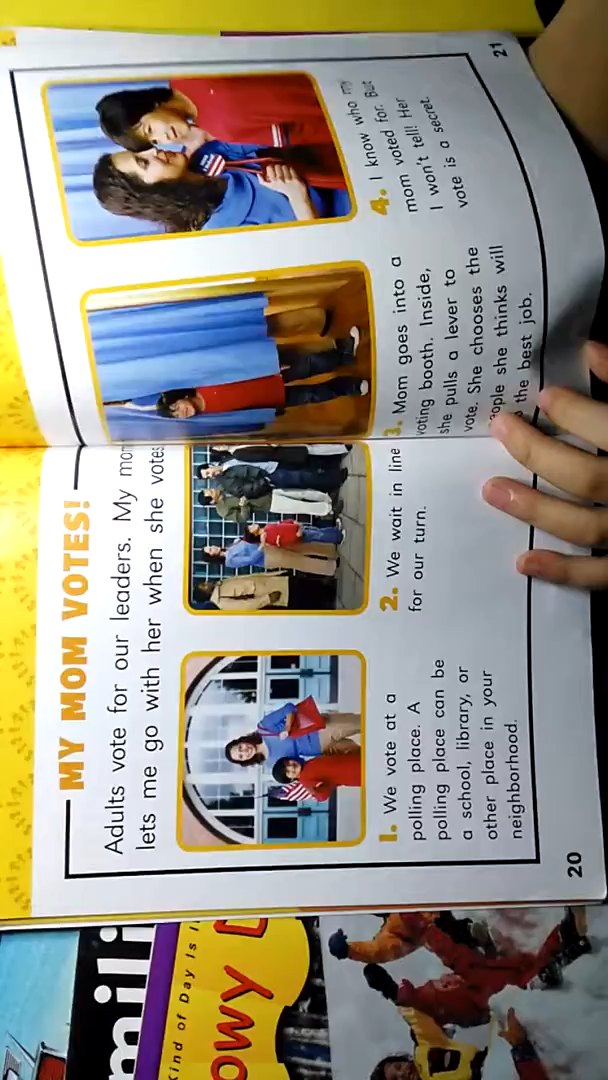 MY MOM VOTES!
Adults vote for our leaders. My mom
lets me go with her when she votes
1. We vote at a
polling place. A
polling place can be
a school, library, or
other place in your
neighborhood.
2. We wait in line
for our turn.
3. Mom goes into a
voting booth. Inside,
she pulls a lever to
vote. She chooses the
people she thinks will
the best job.
4. I know who my
mom voted for. But
I won't tell! Her
vote is a secret.
20
21
mili
Kind of Day Is I
owy